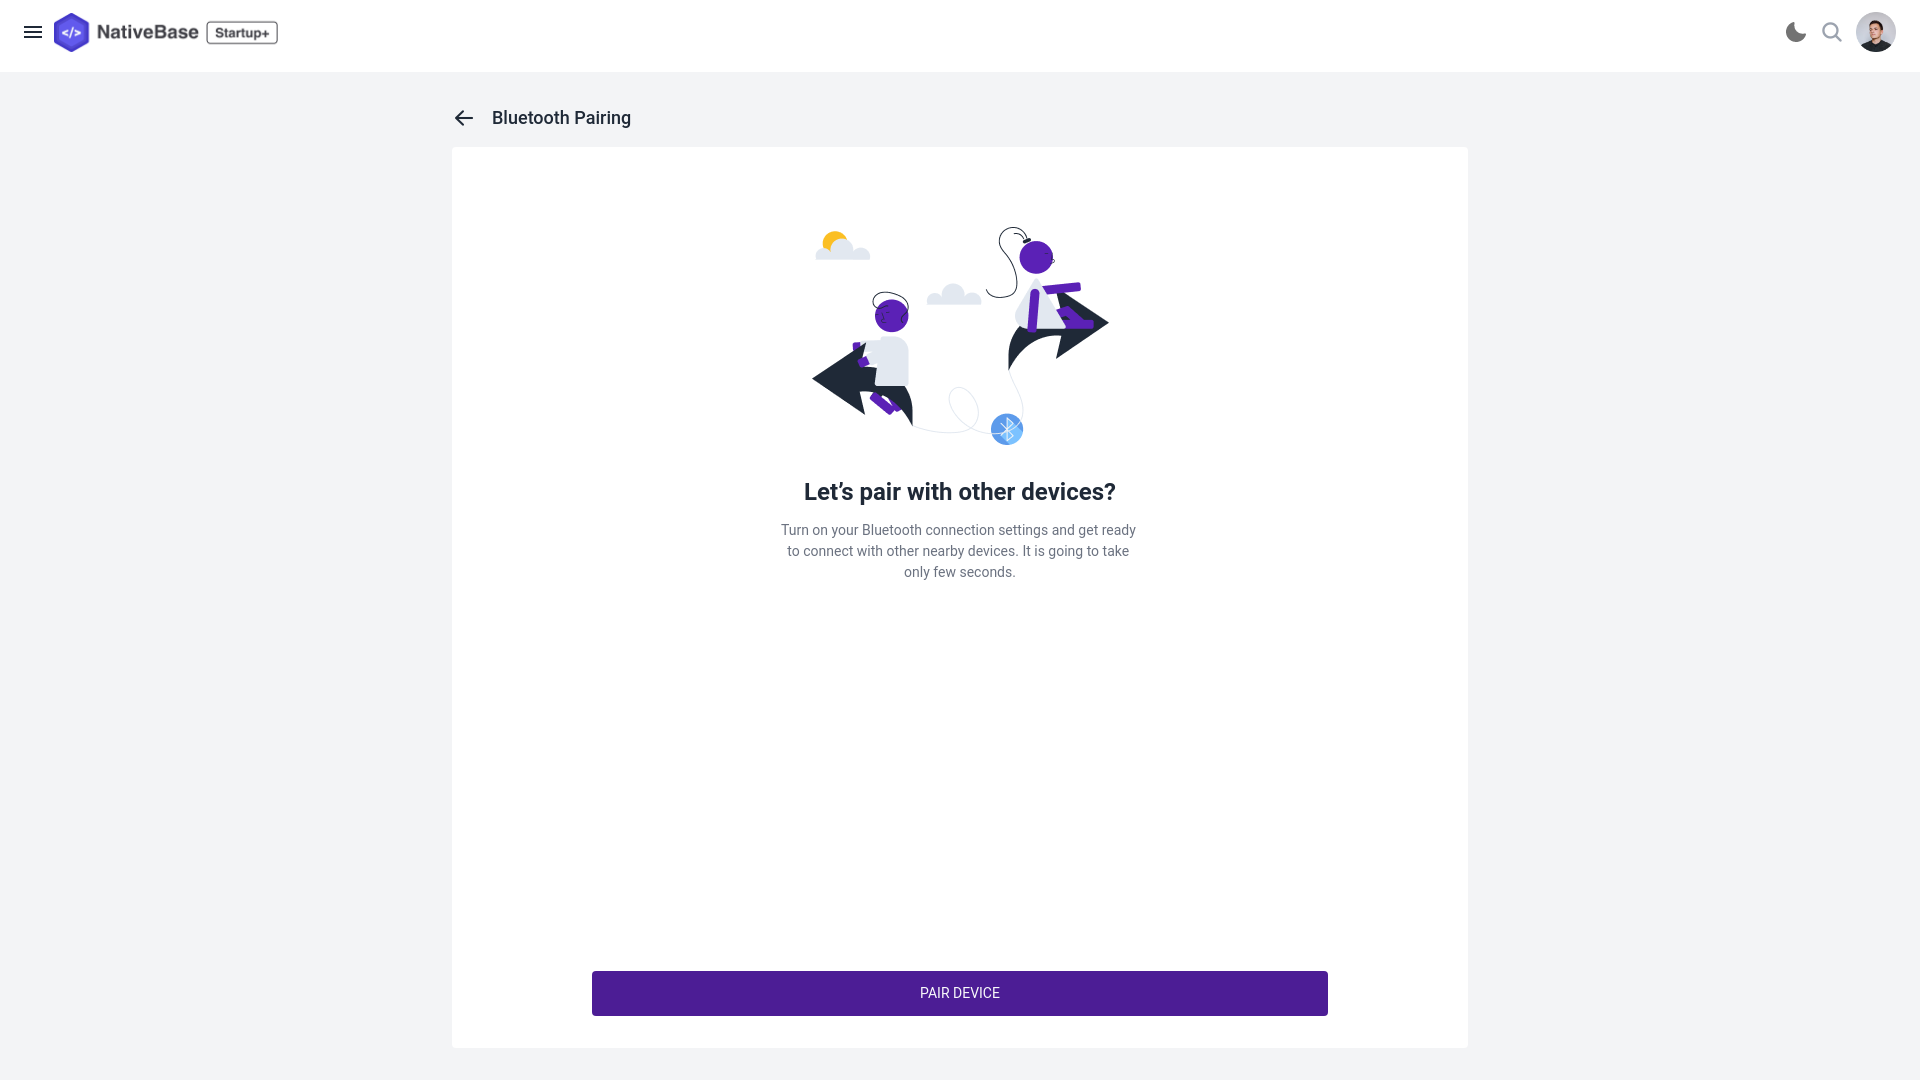 </> NativeBase Startup+
Bluetooth Pairing
Let’s pair with other devices?
Turn on your Bluetooth connection settings and get ready
to connect with other nearby devices. It is going to take
only few seconds.
PAIR DEVICE